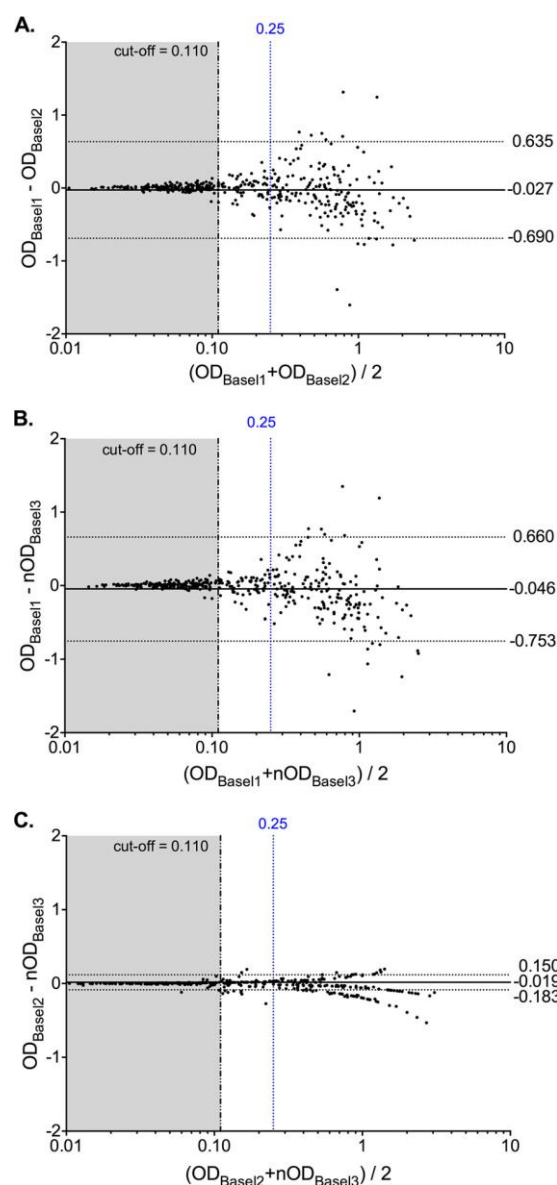 A.
0.25
cut-off = 0.110
2
1
0
-1
-2
OD_Basel1 - OD_Basel2
0.635
-0.027
-0.690
0.01 0.10 1 10
(OD_Basel1+OD_Basel2) / 2
B.
0.25
cut-off = 0.110
2
1
0
-1
-2
OD_Basel1 - nOD_Basel3
0.660
-0.046
-0.753
0.01 0.10 1 10
(OD_Basel1+nOD_Basel3) / 2
C.
0.25
cut-off = 0.110
2
1
0
-1
-2
OD_Basel2 - nOD_Basel3
0.150
-0.019
-0.183
0.01 0.10 1 10
(OD_Basel2+nOD_Basel3) / 2